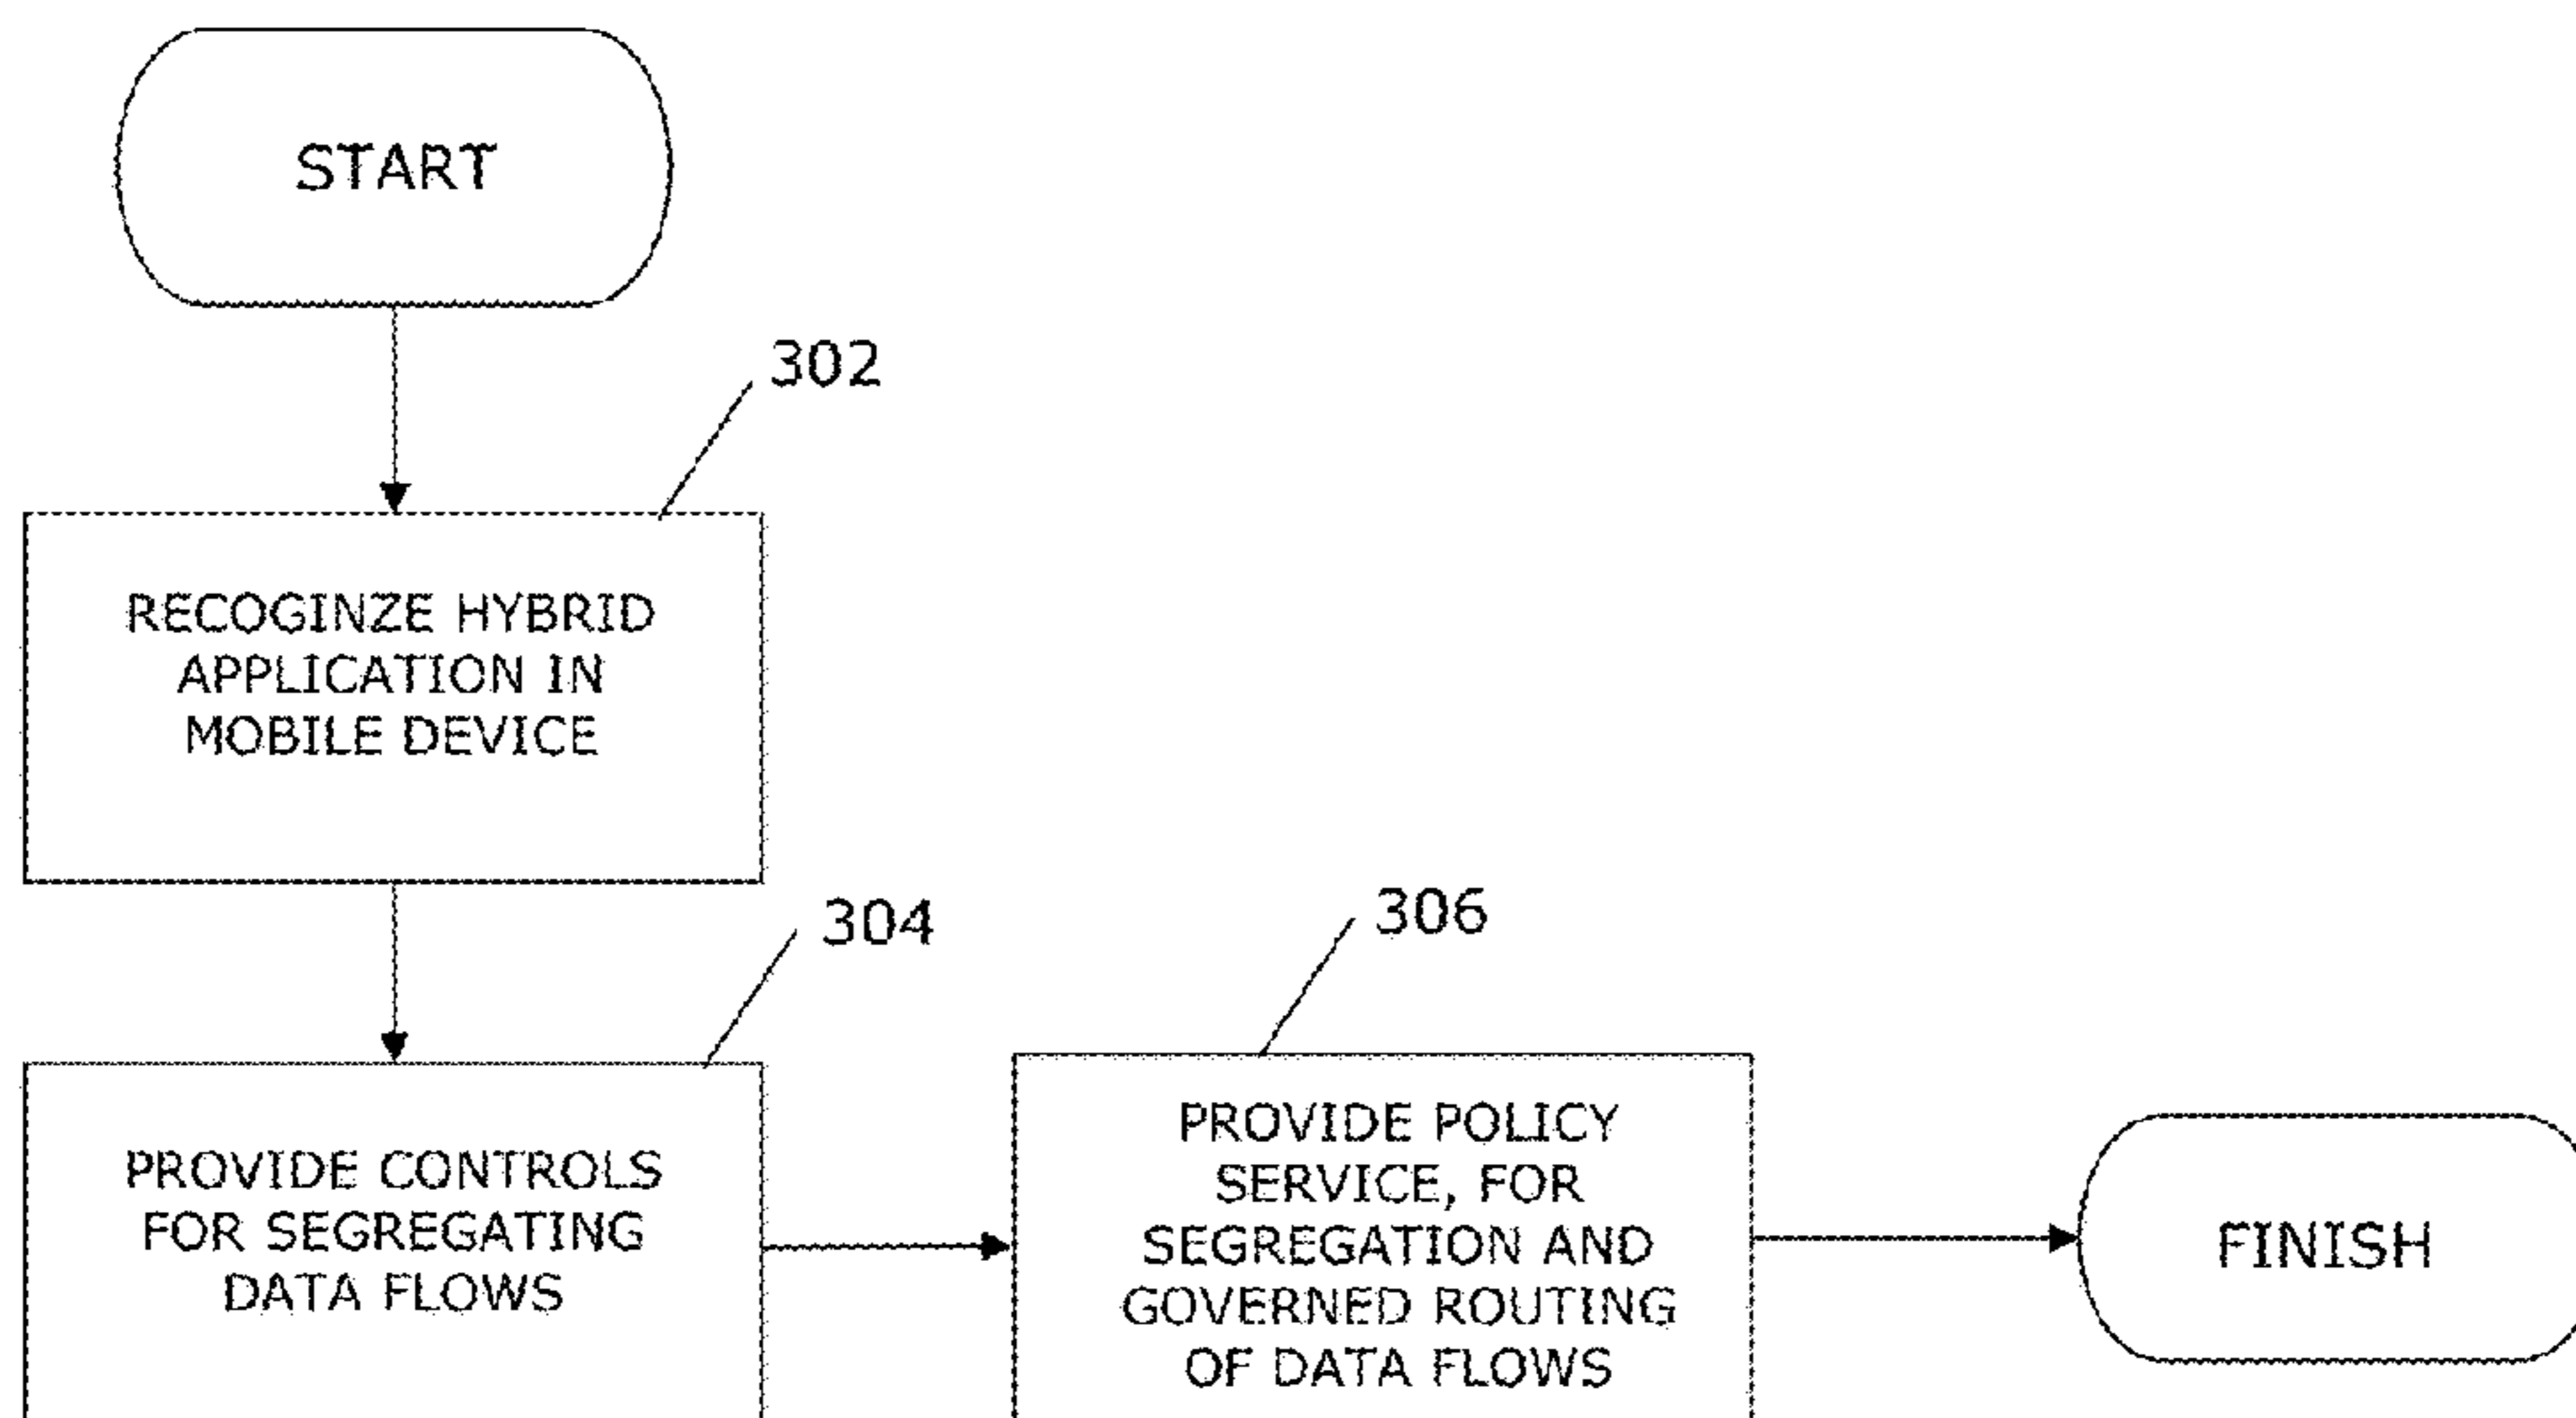 START
302
RECOGINZE HYBRID
APPLICATION IN
MOBILE DEVICE
304
PROVIDE CONTROLS
FOR SEGREGATING
DATA FLOWS
306
PROVIDE POLICY
SERVICE, FOR
SEGREGATION AND
GOVERNED ROUTING
OF DATA FLOWS
FINISH